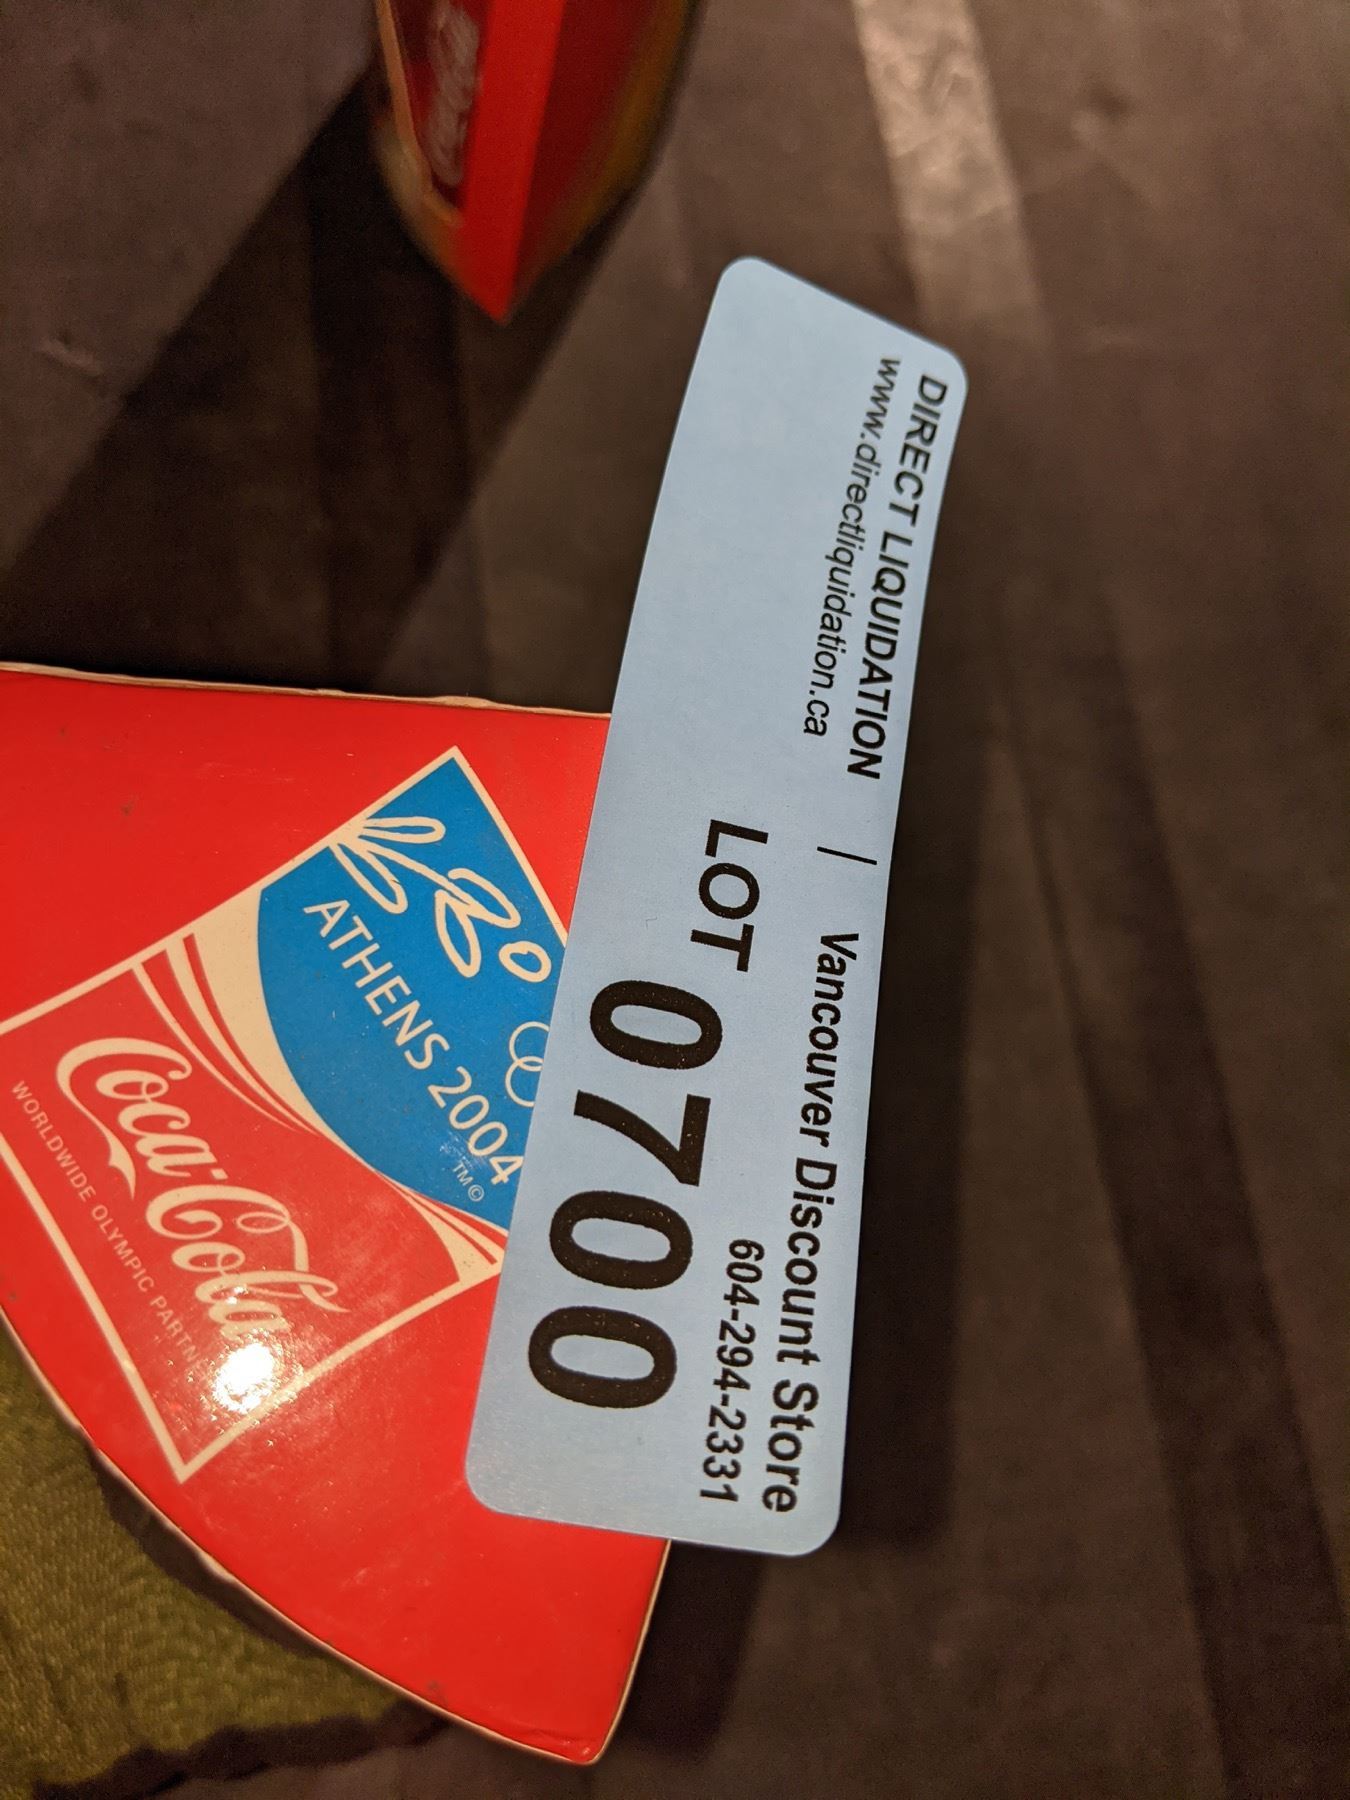 DIRECT LIQUIDATION | Vancouver Discount Store
www.directliquidation.ca
604-294-2331
LOT 0700
ATHENS 2004
TM©
Coca-Cola
WORLDWIDE OLYMPIC